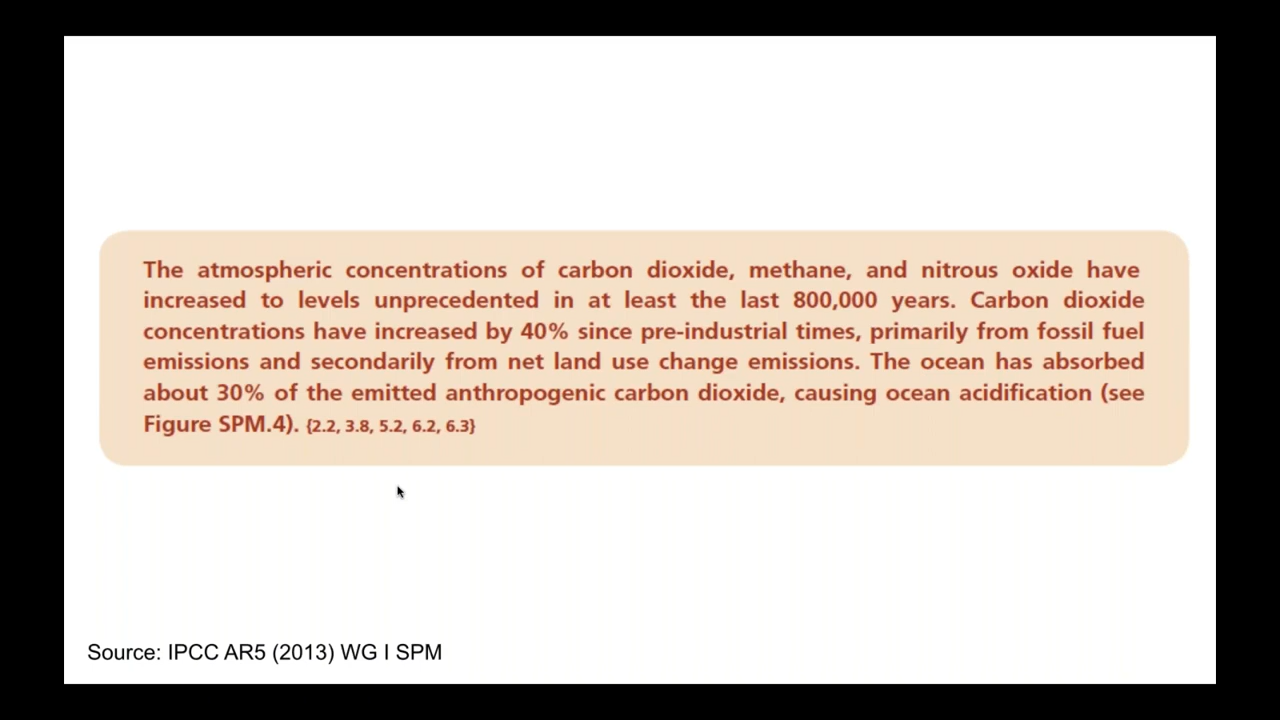 The atmospheric concentrations of carbon dioxide, methane, and nitrous oxide have
increased to levels unprecedented in at least the last 800,000 years. Carbon dioxide
concentrations have increased by 40% since pre-industrial times, primarily from fossil fuel
emissions and secondarily from net land use change emissions. The ocean has absorbed
about 30% of the emitted anthropogenic carbon dioxide, causing ocean acidification (see
Figure SPM.4). {2.2, 3.8, 5.2, 6.2, 6.3}
Source: IPCC AR5 (2013) WG I SPM